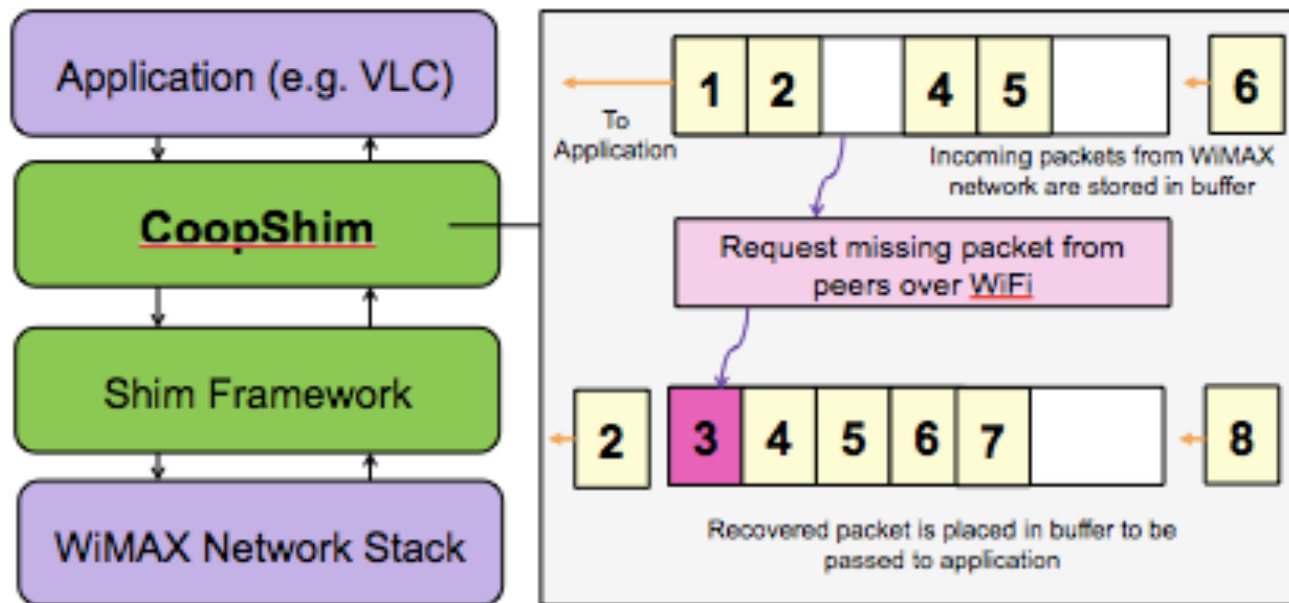 Application (e.g. VLC)
CoopShim
Shim Framework
WiMAX Network Stack
1 2 4 5 6
To
Application
Incoming packets from WiMAX
network are stored in buffer
Request missing packet from
peers over WiFi
2 3 4 5 6 7 8
Recovered packet is placed in buffer to be
passed to application